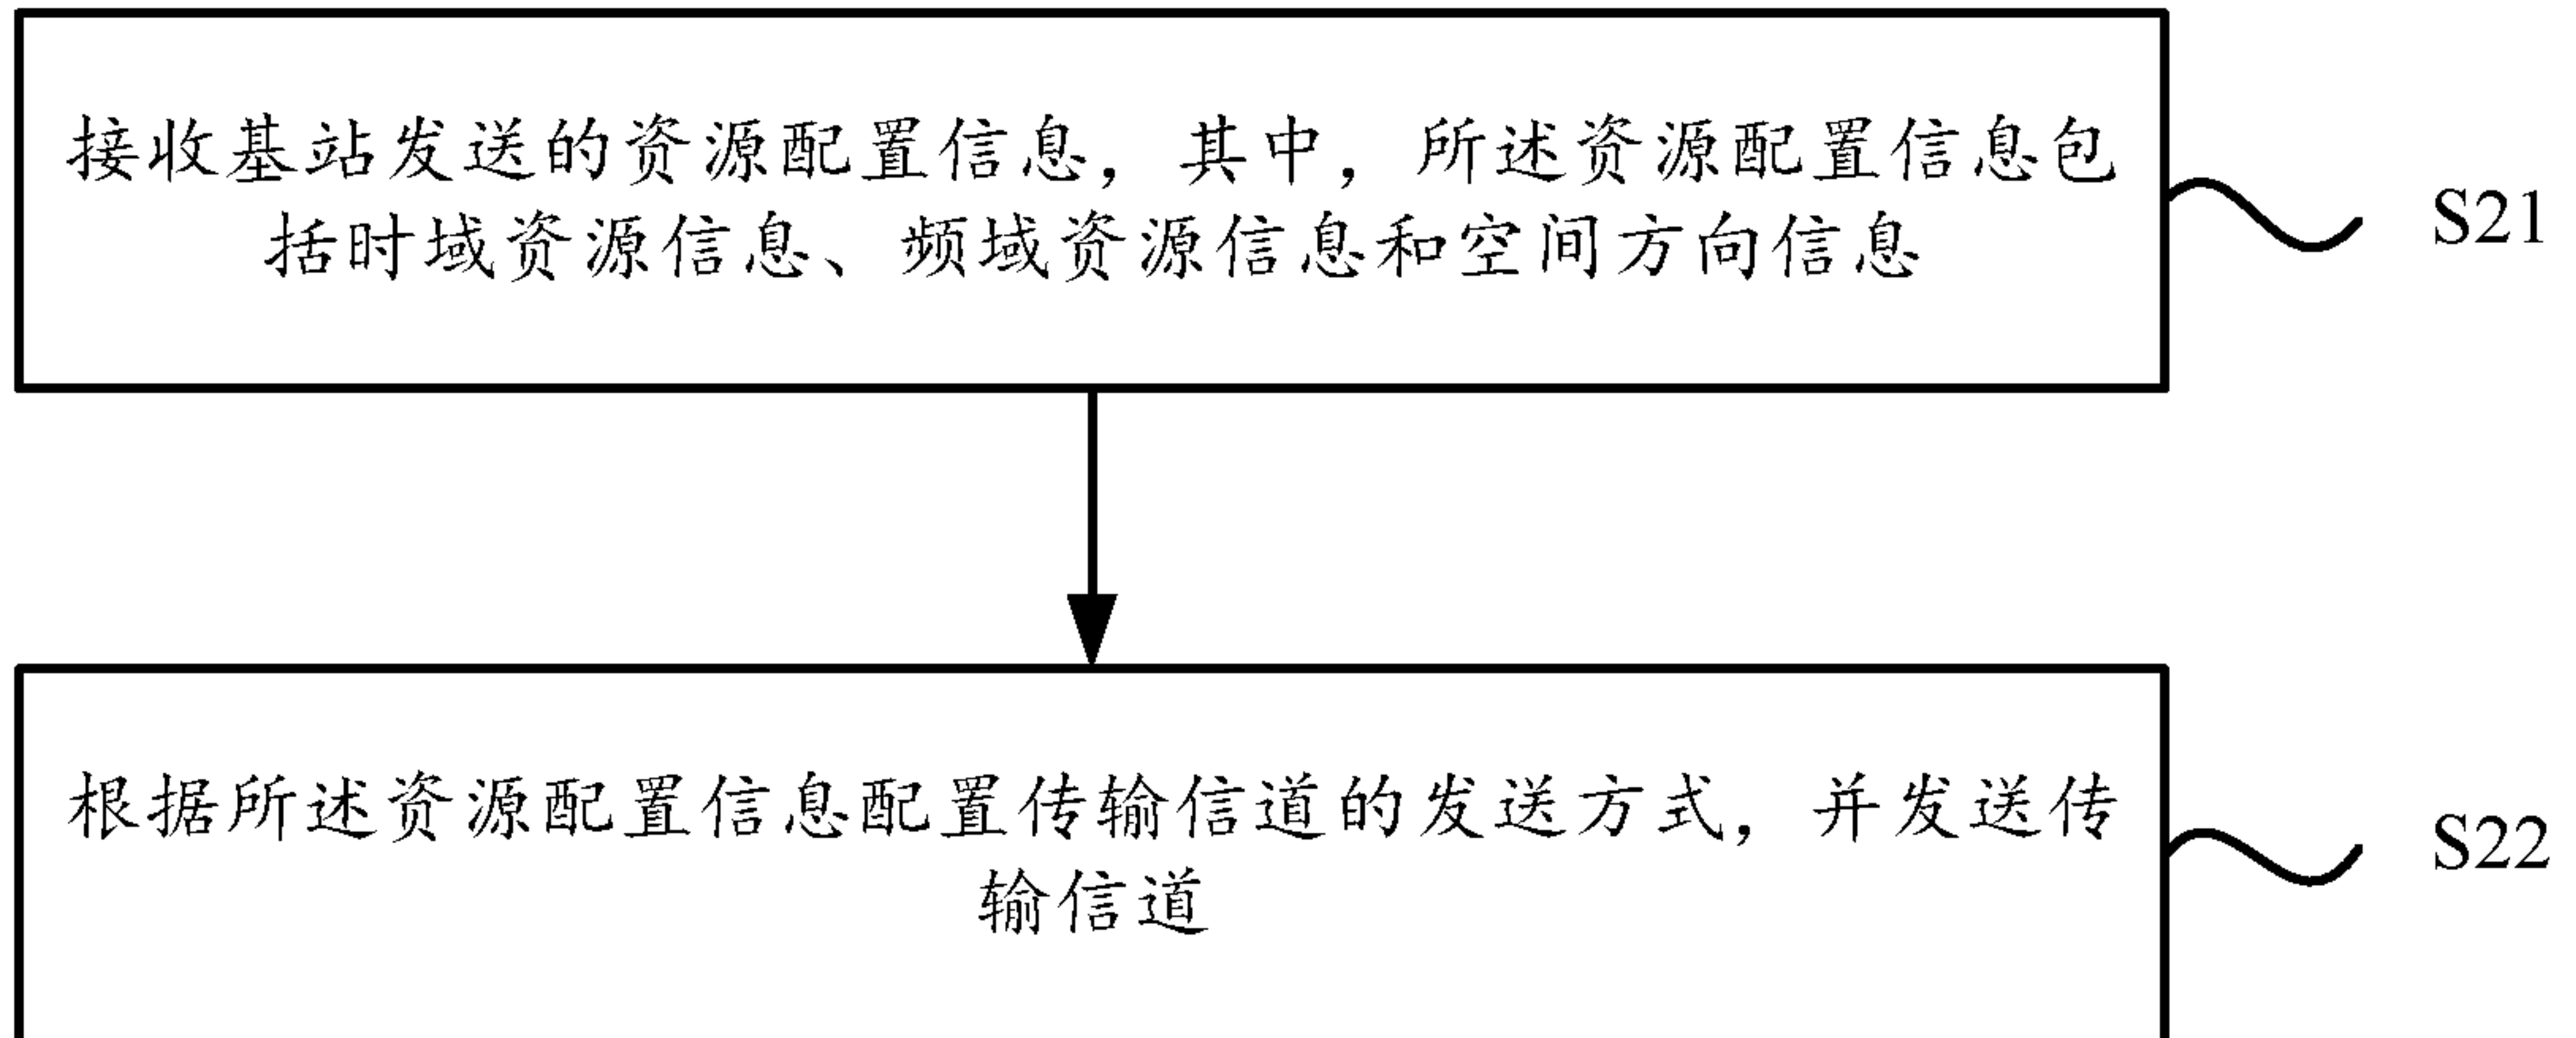 接收基站发送的资源配置信息，其中，所述资源配置信息包
括时域资源信息、频域资源信息和空间方向信息
S21
根据所述资源配置信息配置传输信道的发送方式，并发送传
输信道
S22